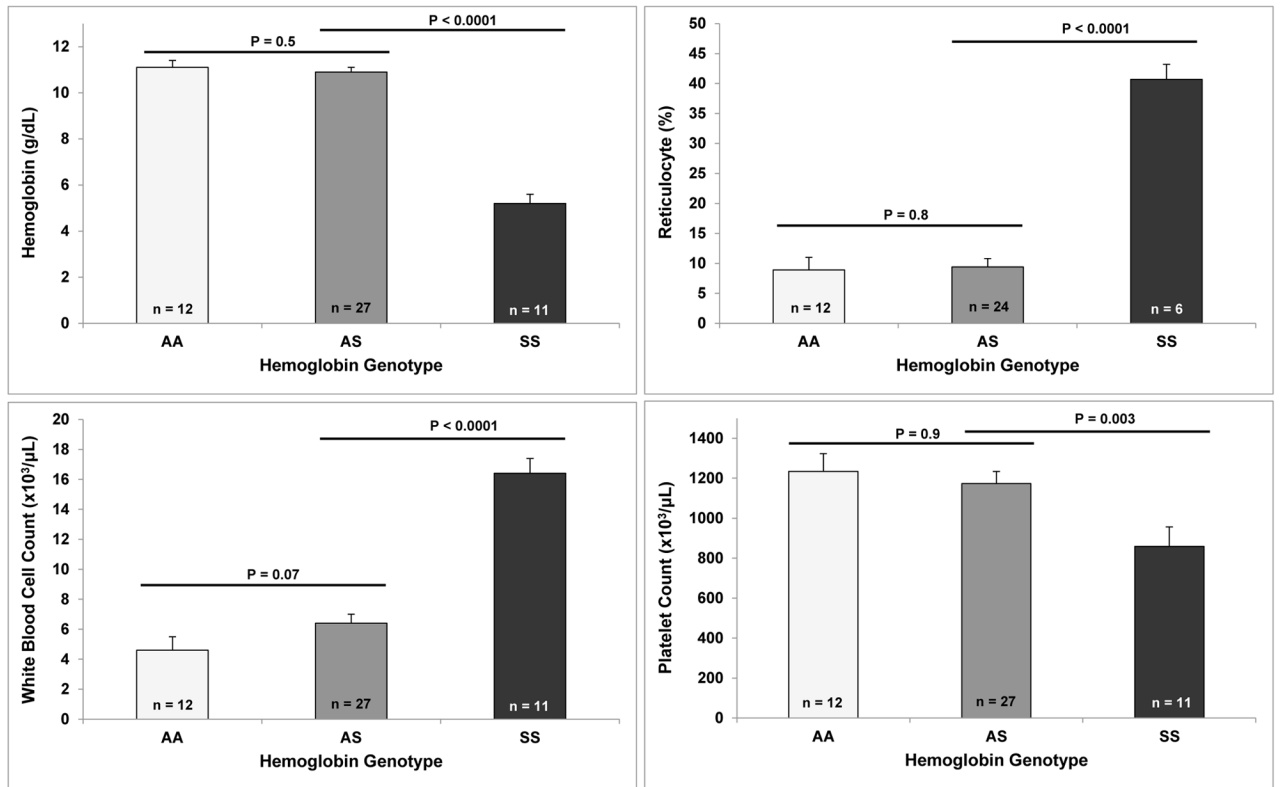 P < 0.0001
P = 0.5
12
10
8
6
4
2
0
Hemoglobin (g/dL)
n = 12
n = 27
n = 11
AA
AS
SS
Hemoglobin Genotype
P < 0.0001
P = 0.8
50
45
40
35
30
25
20
15
10
5
0
Reticulocyte (%)
n = 12
n = 24
n = 6
AA
AS
SS
Hemoglobin Genotype
P < 0.0001
P = 0.07
20
18
16
14
12
10
8
6
4
2
0
White Blood Cell Count (x10³/µL)
n = 12
n = 27
n = 11
AA
AS
SS
Hemoglobin Genotype
P = 0.003
P = 0.9
1400
1200
1000
800
600
400
200
0
Platelet Count (x10³/µL)
n = 12
n = 27
n = 11
AA
AS
SS
Hemoglobin Genotype